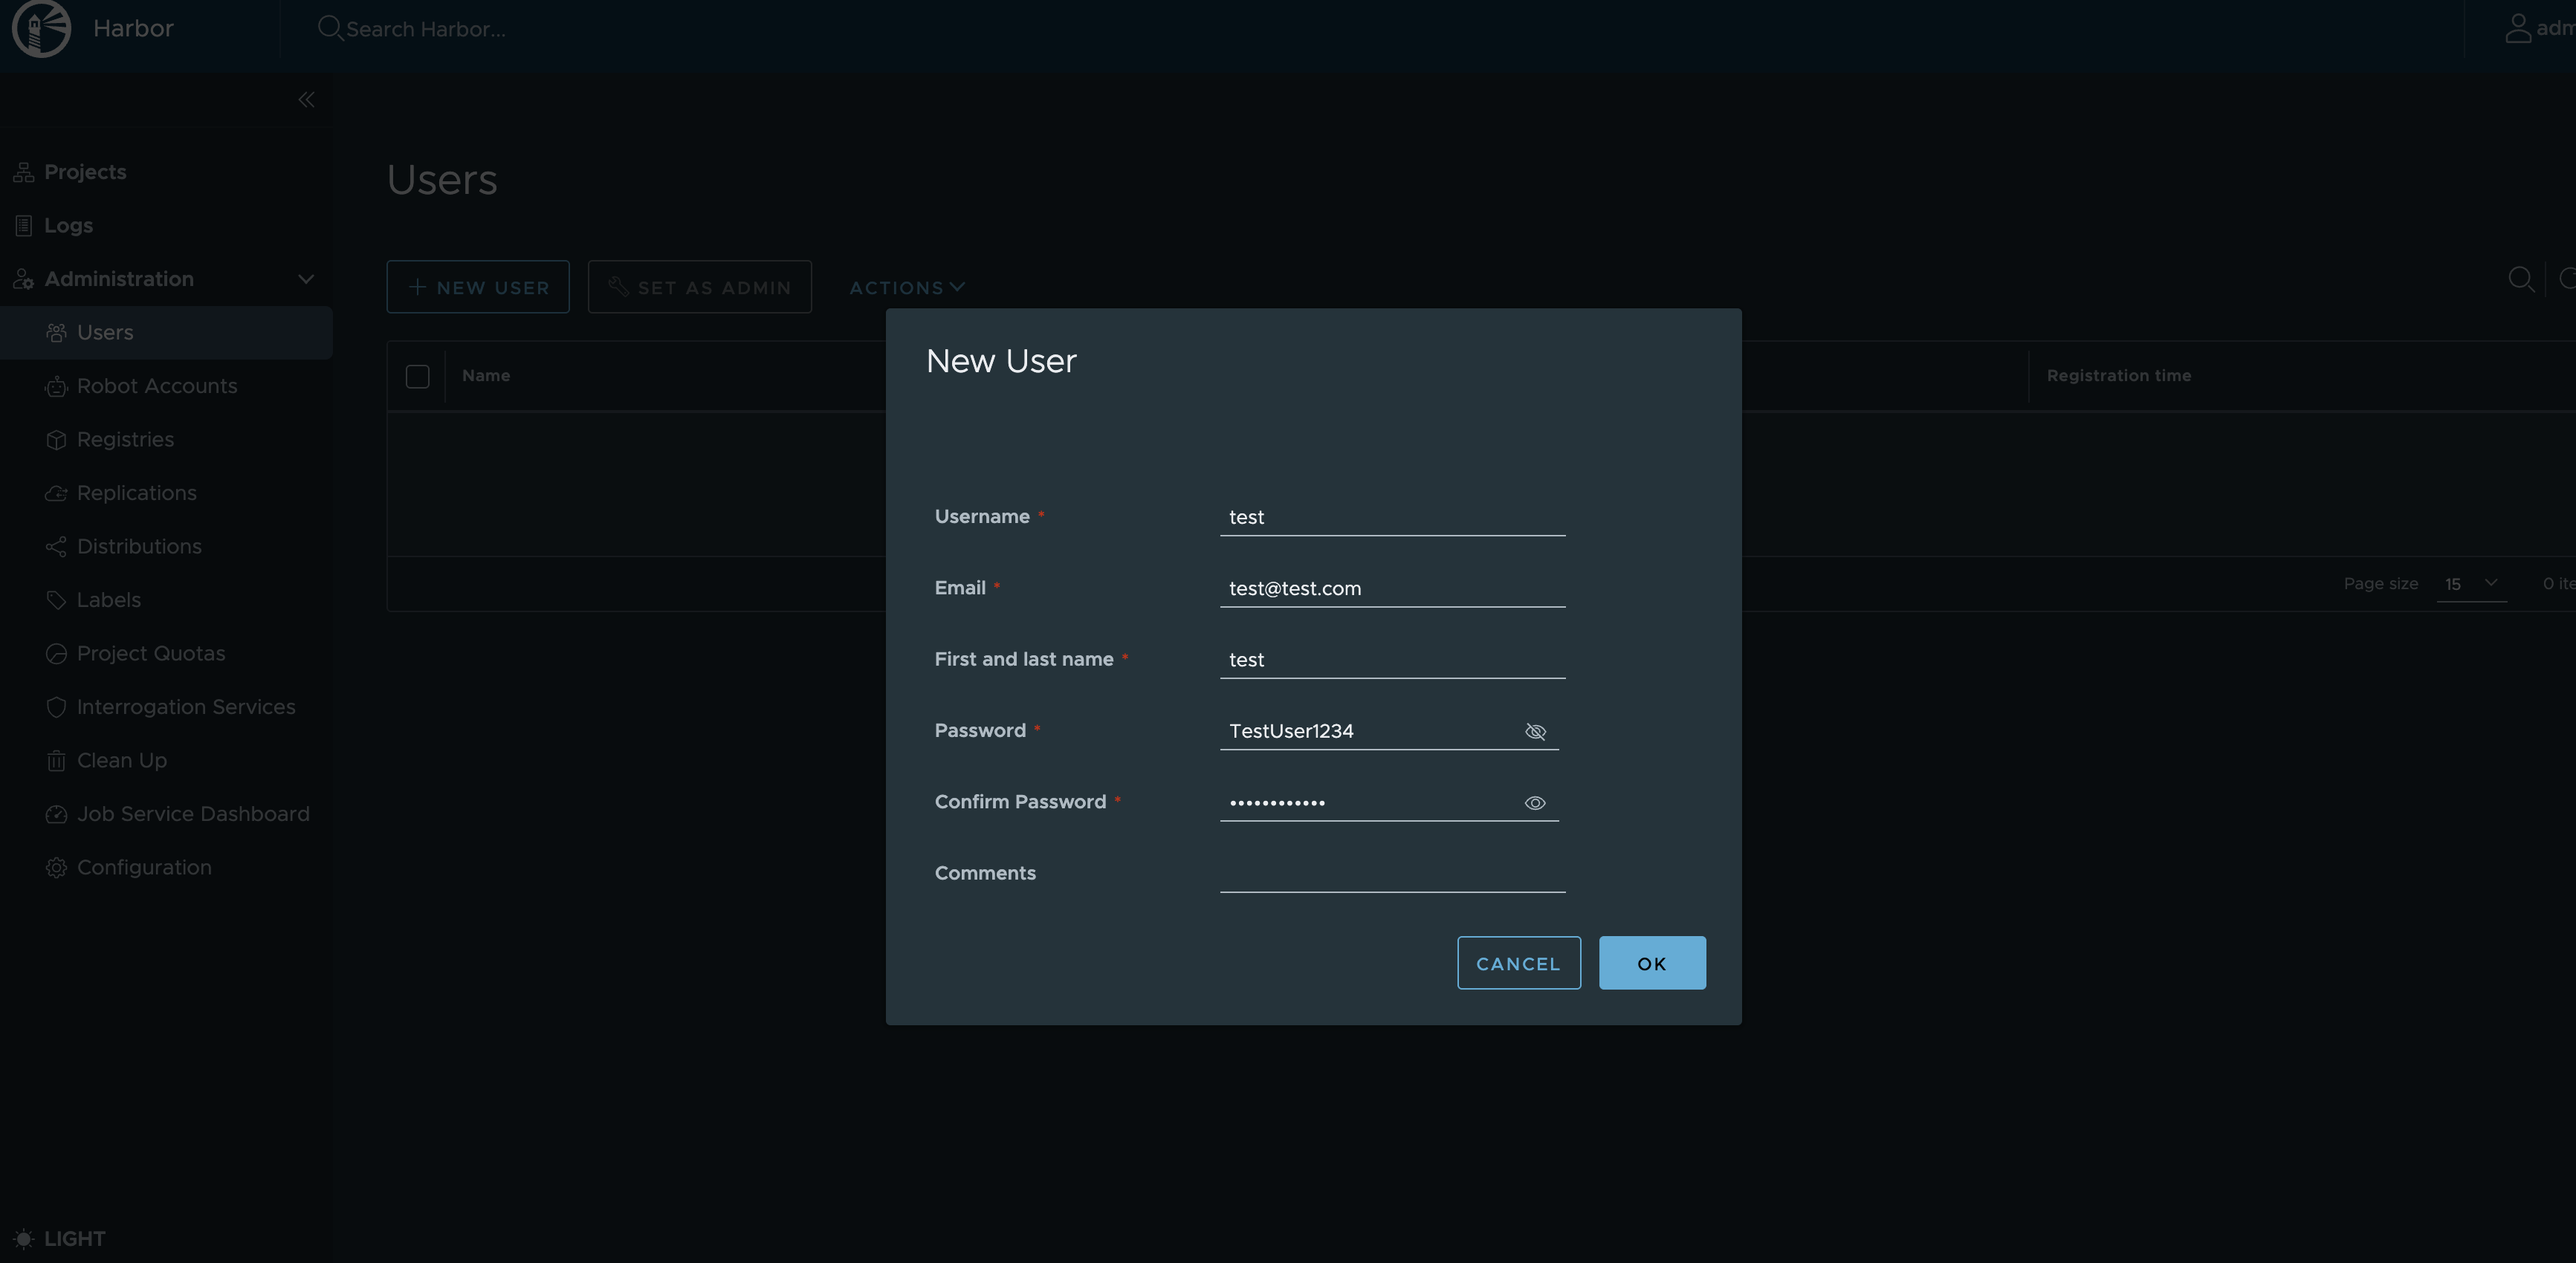 Harbor
Search Harbor...
Projects
Logs
Administration
Users
Robot Accounts
Registries
Replications
Distributions
Labels
Project Quotas
Interrogation Services
Clean Up
Job Service Dashboard
Configuration
LIGHT
Users
NEW USER
SET AS ADMIN
ACTIONS
Name
Registration time
Page size 15
New User
Username *
test
Email *
test@test.com
First and last name *
test
Password *
TestUser1234
Confirm Password *
••••••••••••
Comments
CANCEL
OK